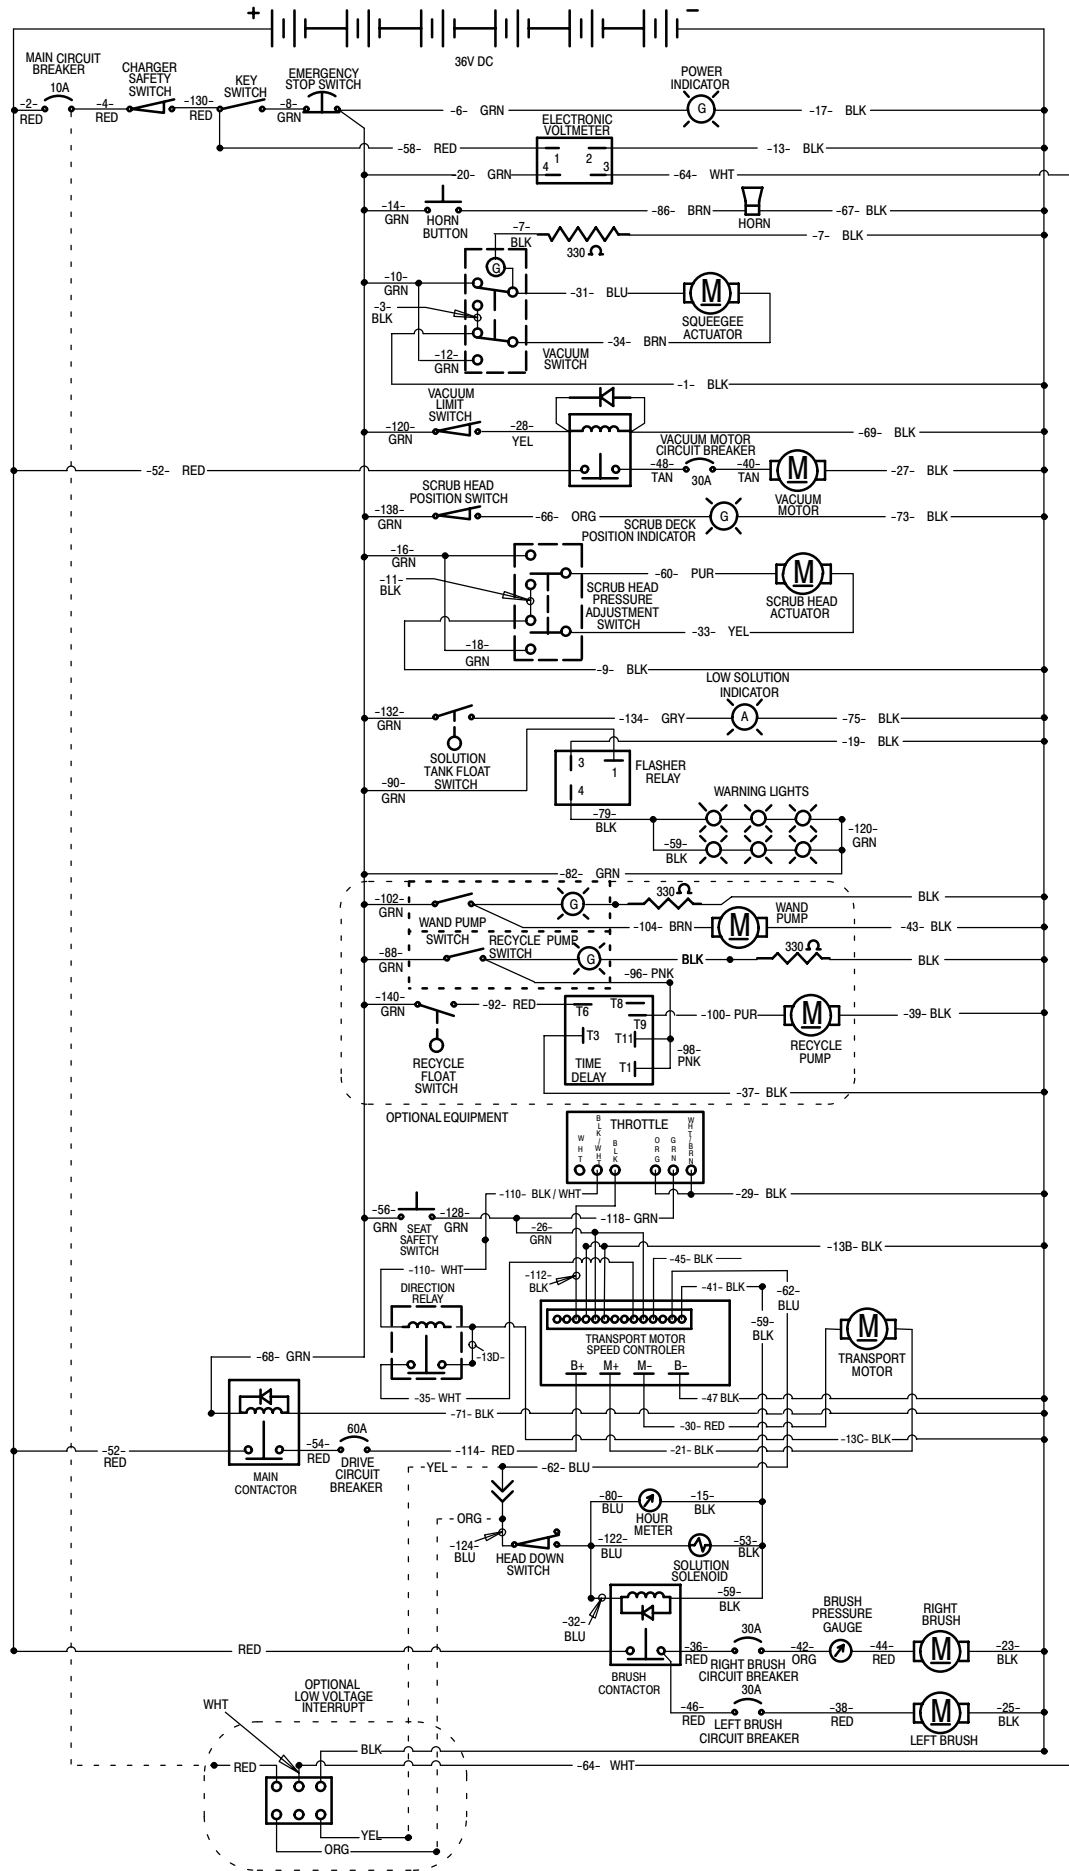 +
−
36V DC
MAIN CIRCUIT
BREAKER
10A
CHARGER
SAFETY
SWITCH
KEY
SWITCH
EMERGENCY
STOP SWITCH
POWER
INDICATOR
-2-
RED
-4-
RED
-130-
RED
-8-
GRN
-6- GRN
G
-17- BLK
ELECTRONIC
VOLTMETER
-58- RED
1 2
4 3
-13- BLK
-20- GRN
-64- WHT
-14-
GRN
HORN
BUTTON
-86- BRN
HORN
-67- BLK
-7-
BLK
330 Ω
-7- BLK
G
-10-
GRN
-3-
BLK
-31- BLU
M
SQUEEGEE
ACTUATOR
-34- BRN
-12-
GRN
VACUUM
SWITCH
-1- BLK
VACUUM
LIMIT
SWITCH
-120-
GRN
-28-
YEL
-69- BLK
VACUUM MOTOR
CIRCUIT BREAKER
-52- RED
-48-
TAN
30A
-40-
TAN
M
VACUUM
MOTOR
-27- BLK
SCRUB HEAD
POSITION SWITCH
-138-
GRN
-66- ORG
G
SCRUB DECK
POSITION INDICATOR
-73- BLK
-16-
GRN
-11-
BLK
-60- PUR
M
SCRUB HEAD
ACTUATOR
SCRUB HEAD
PRESSURE
ADJUSTMENT
SWITCH
-33- YEL
-18-
GRN
-9- BLK
LOW SOLUTION
INDICATOR
-132-
GRN
-134- GRY
A
-75- BLK
SOLUTION
TANK FLOAT
SWITCH
-19- BLK
3
1
4
FLASHER
RELAY
-90-
GRN
WARNING LIGHTS
-79-
BLK
-59-
BLK
-120-
GRN
-82- GRN
-102-
GRN
WAND PUMP
SWITCH
G
330 Ω
BLK
-104- BRN
M
WAND
PUMP
-43- BLK
RECYCLE PUMP
SWITCH
-88-
GRN
G
BLK
330 Ω
BLK
-96- PNK
-140-
GRN
-92- RED
T6
T8
T9
T3
T11
T1
TIME
DELAY
-100- PUR
M
RECYCLE
PUMP
-39- BLK
-98-
PNK
RECYCLE
FLOAT
SWITCH
-37- BLK
OPTIONAL EQUIPMENT
THROTTLE
WHT
BLK/WHT
BLK
ORG
GRN
WHT/BRN
-110- BLK / WHT
-29- BLK
-56-
GRN
-128-
GRN
SEAT
SAFETY
SWITCH
-118- GRN
-26-
GRN
-13B- BLK
-45- BLK
-110- WHT
-112-
BLK
-41- BLK
-62-
BLU
DIRECTION
RELAY
-59-
BLK
TRANSPORT MOTOR
SPEED CONTROLER
B+ M+ M- B-
M
TRANSPORT
MOTOR
-13D-
-68- GRN
-35- WHT
-47 BLK
-71- BLK
-30- RED
-13C- BLK
-52-
RED
-54-
RED
60A
DRIVE
CIRCUIT
BREAKER
-114- RED
-21- BLK
MAIN
CONTACTOR
YEL
-62- BLU
-80-
BLU
HOUR
METER
-15-
BLK
ORG
-124-
BLU
HEAD DOWN
SWITCH
-122-
BLU
SOLUTION
SOLENOID
-53-
BLK
-59-
BLK
-32-
BLU
BRUSH
PRESSURE
GAUGE
RIGHT
BRUSH
RED
-36-
RED
30A
RIGHT BRUSH
CIRCUIT BREAKER
-42-
ORG
-44-
RED
M
-23-
BLK
BRUSH
CONTACTOR
30A
-46-
RED
LEFT BRUSH
CIRCUIT BREAKER
-38-
RED
M
LEFT BRUSH
-25-
BLK
OPTIONAL
LOW VOLTAGE
INTERRUPT
WHT
BLK
RED
-64- WHT
YEL
ORG